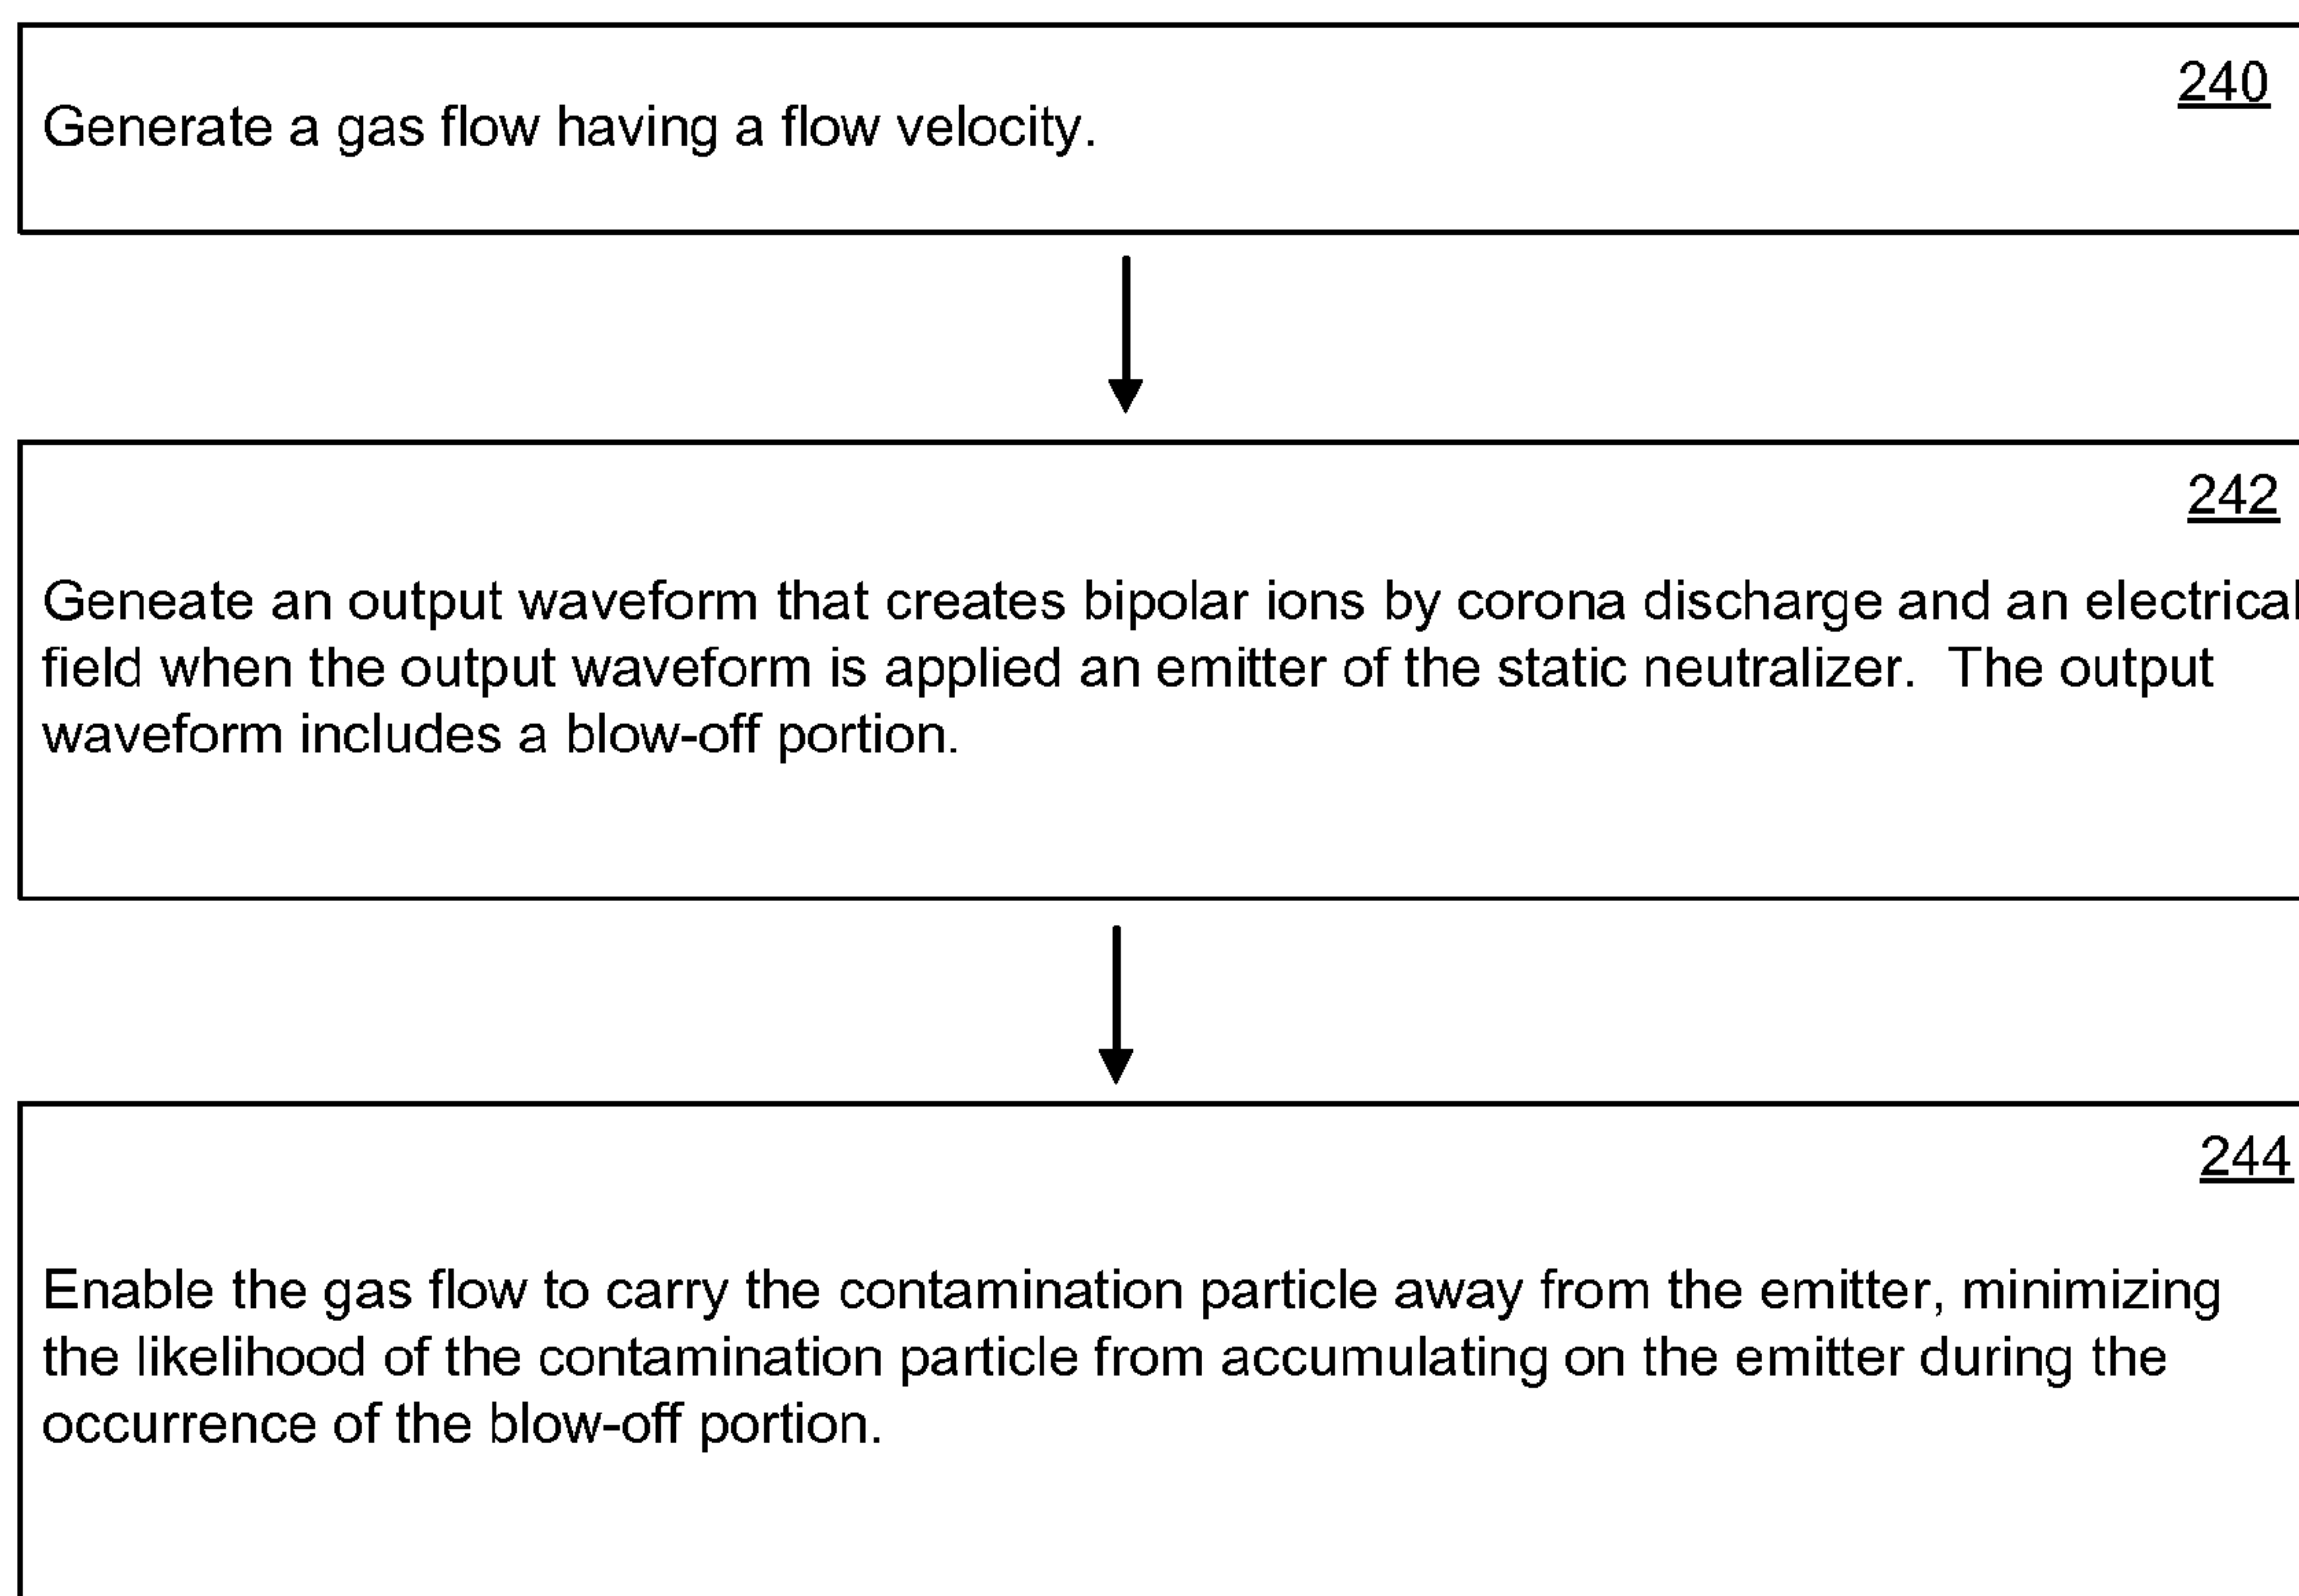 240
Generate a gas flow having a flow velocity.
242
Geneate an output waveform that creates bipolar ions by corona discharge and an electrical
field when the output waveform is applied an emitter of the static neutralizer.  The output
waveform includes a blow-off portion.
244
Enable the gas flow to carry the contamination particle away from the emitter, minimizing
the likelihood of the contamination particle from accumulating on the emitter during the
occurrence of the blow-off portion.